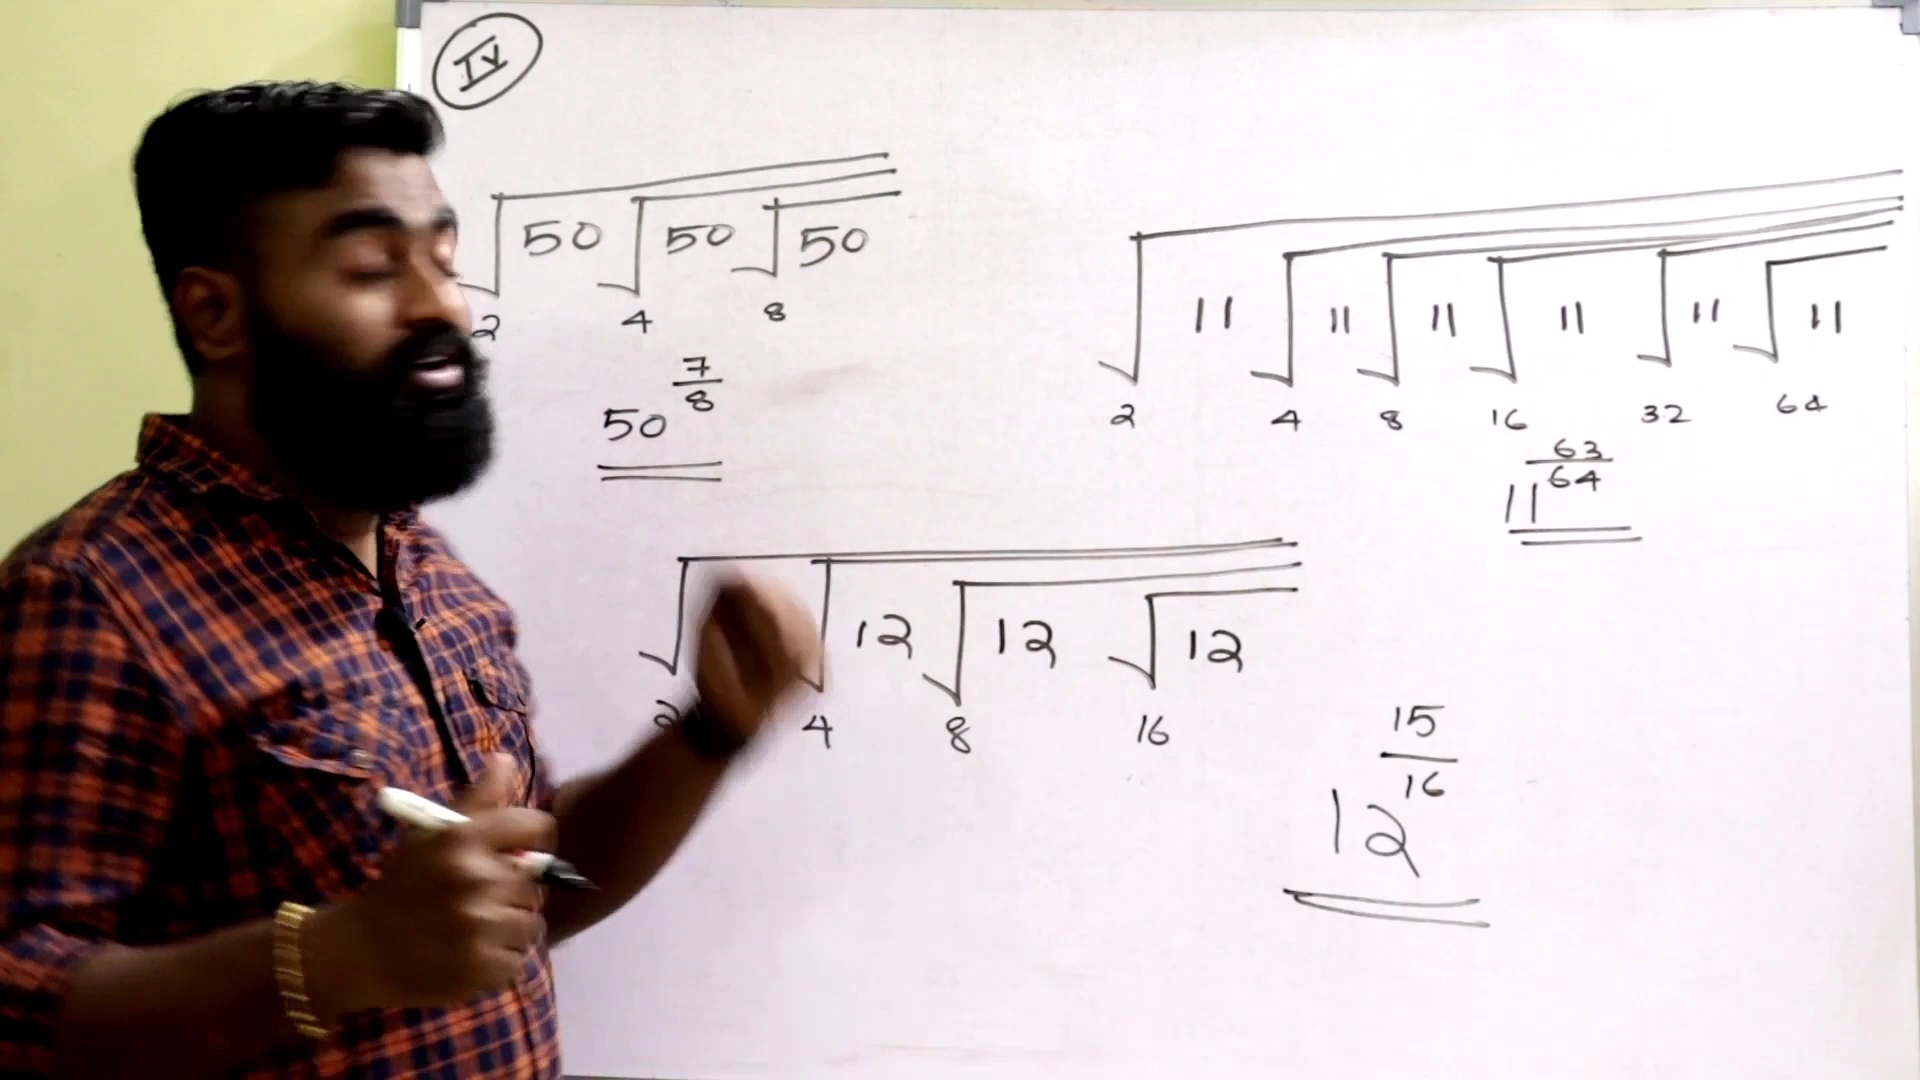 IV
√50 √50 √50
2 4 8
50^(7/8)
√11 √11 √11 √11 √11 √11
2 4 8 16 32 64
11^(63/64)
√ √12 √12 √12
2 4 8 16
12^(15/16)